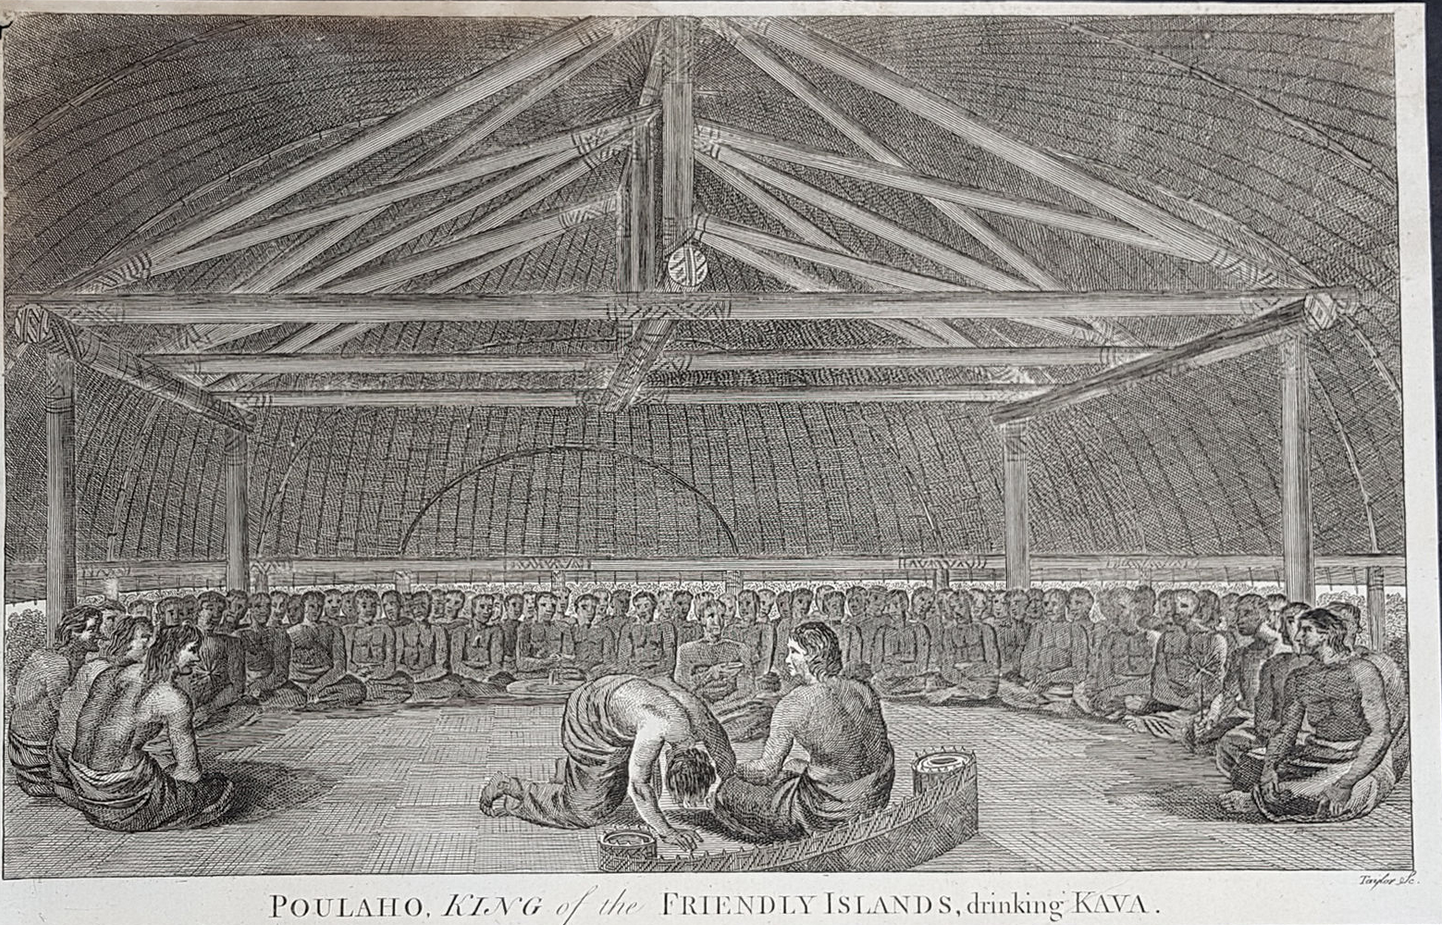 Taylor Sc.
POULAHO, KING of the FRIENDLY ISLANDS, drinking KAVA.